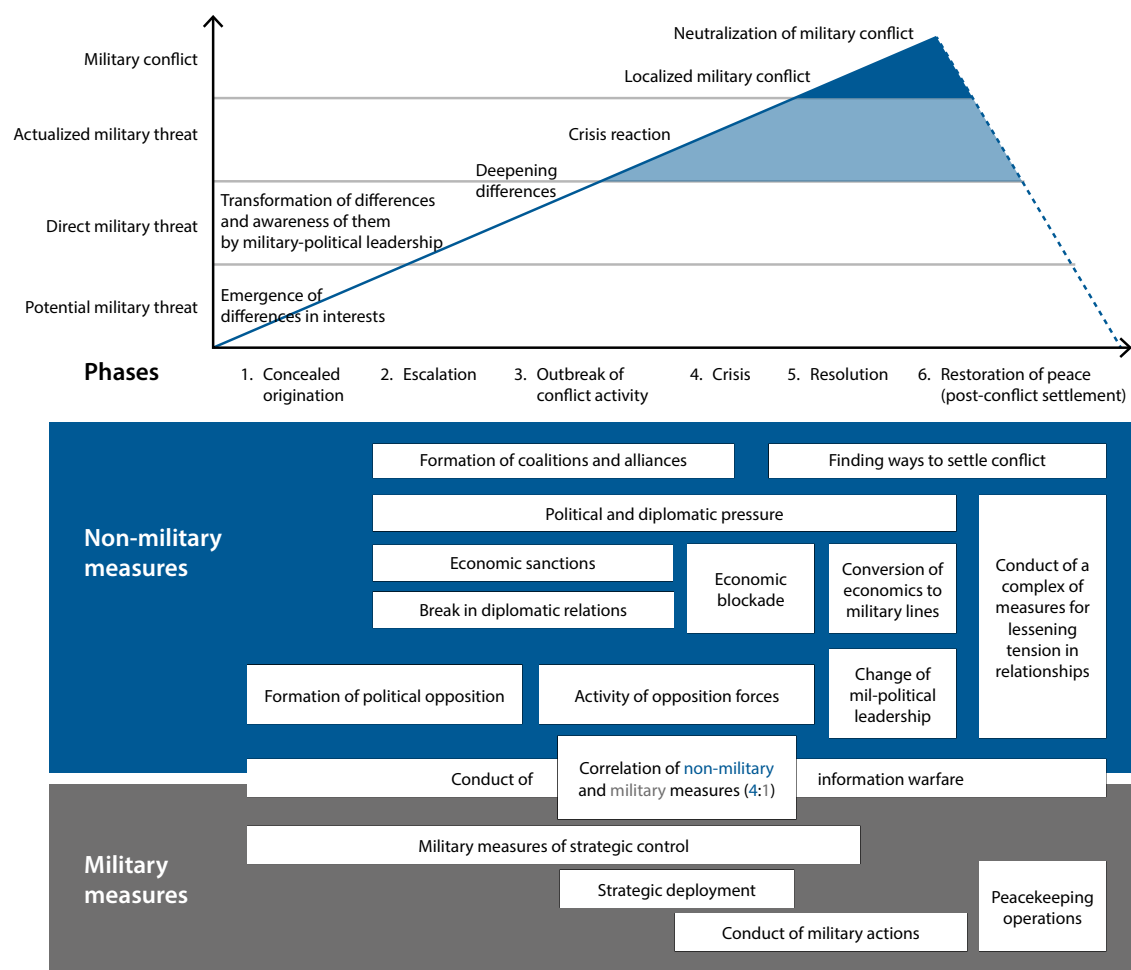 Neutralization of military conflict
Military conflict
Localized military conflict
Actualized military threat
Crisis reaction
Deepening
differences
Transformation of differences
and awareness of them
by military-political leadership
Direct military threat
Emergence of
differences in interests
Potential military threat
Phases
1. Concealed
origination
2. Escalation
3. Outbreak of
conflict activity
4. Crisis
5. Resolution
6. Restoration of peace
(post-conflict settlement)
Non-military
measures
Formation of coalitions and alliances
Finding ways to settle conflict
Political and diplomatic pressure
Economic sanctions
Break in diplomatic relations
Economic
blockade
Conversion of
economics to
military lines
Conduct of a
complex of
measures for
lessening
tension in
relationships
Formation of political opposition
Activity of opposition forces
Change of
mil-political
leadership
Conduct of
Correlation of non-military
and military measures (4:1)
information warfare
Military
measures
Military measures of strategic control
Strategic deployment
Conduct of military actions
Peacekeeping
operations